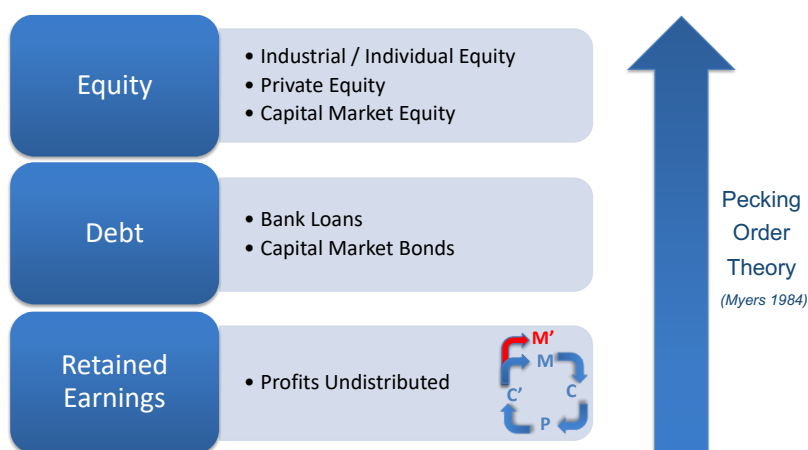 Equity
• Industrial / Individual Equity
• Private Equity
• Capital Market Equity
Debt
• Bank Loans
• Capital Market Bonds
Retained
Earnings
• Profits Undistributed
M'
M
C'
C
P
Pecking
Order
Theory
(Myers 1984)